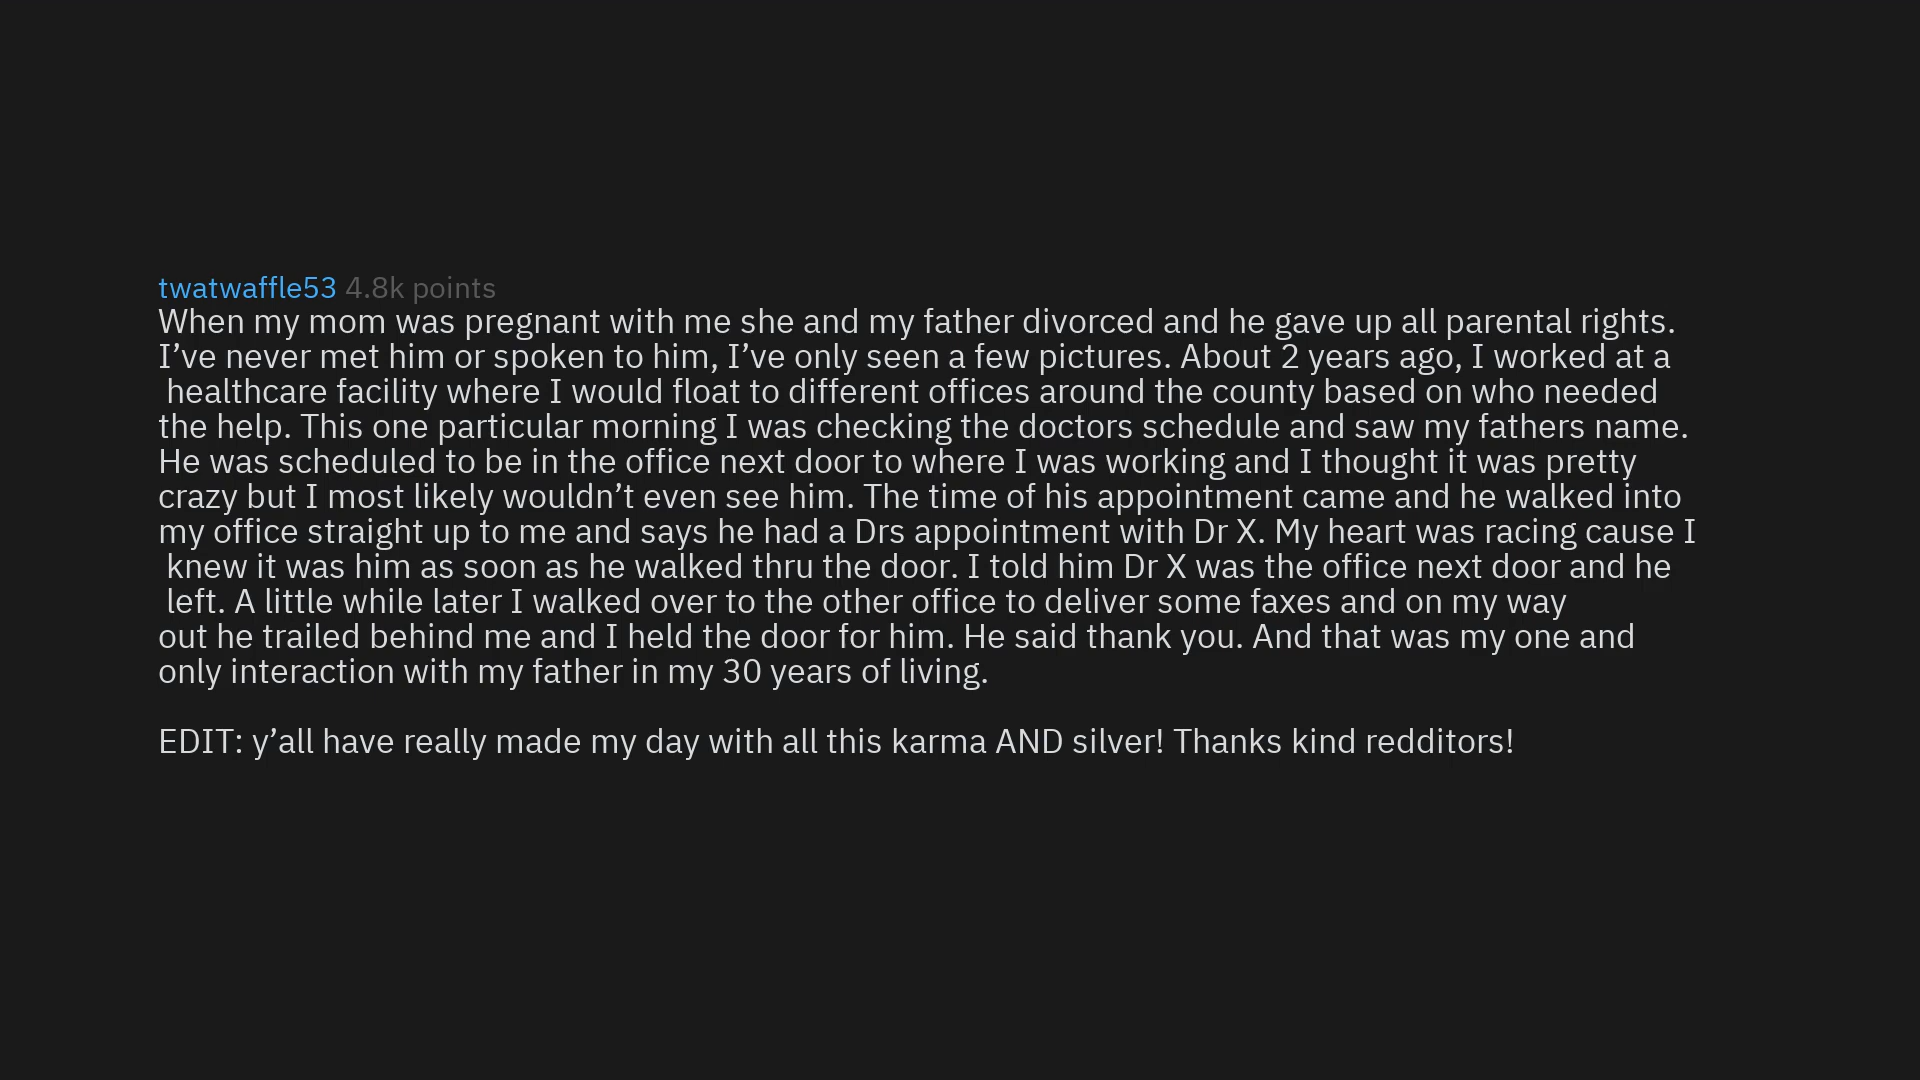 twatwaffle53 4.8k points
When my mom was pregnant with me she and my father divorced and he gave up all parental rights.
I’ve never met him or spoken to him, I’ve only seen a few pictures. About 2 years ago, I worked at a
healthcare facility where I would float to different offices around the county based on who needed
the help. This one particular morning I was checking the doctors schedule and saw my fathers name.
He was scheduled to be in the office next door to where I was working and I thought it was pretty
crazy but I most likely wouldn’t even see him. The time of his appointment came and he walked into
my office straight up to me and says he had a Drs appointment with Dr X. My heart was racing cause I
knew it was him as soon as he walked thru the door. I told him Dr X was the office next door and he
left. A little while later I walked over to the other office to deliver some faxes and on my way
out he trailed behind me and I held the door for him. He said thank you. And that was my one and
only interaction with my father in my 30 years of living.
EDIT: y’all have really made my day with all this karma AND silver! Thanks kind redditors!